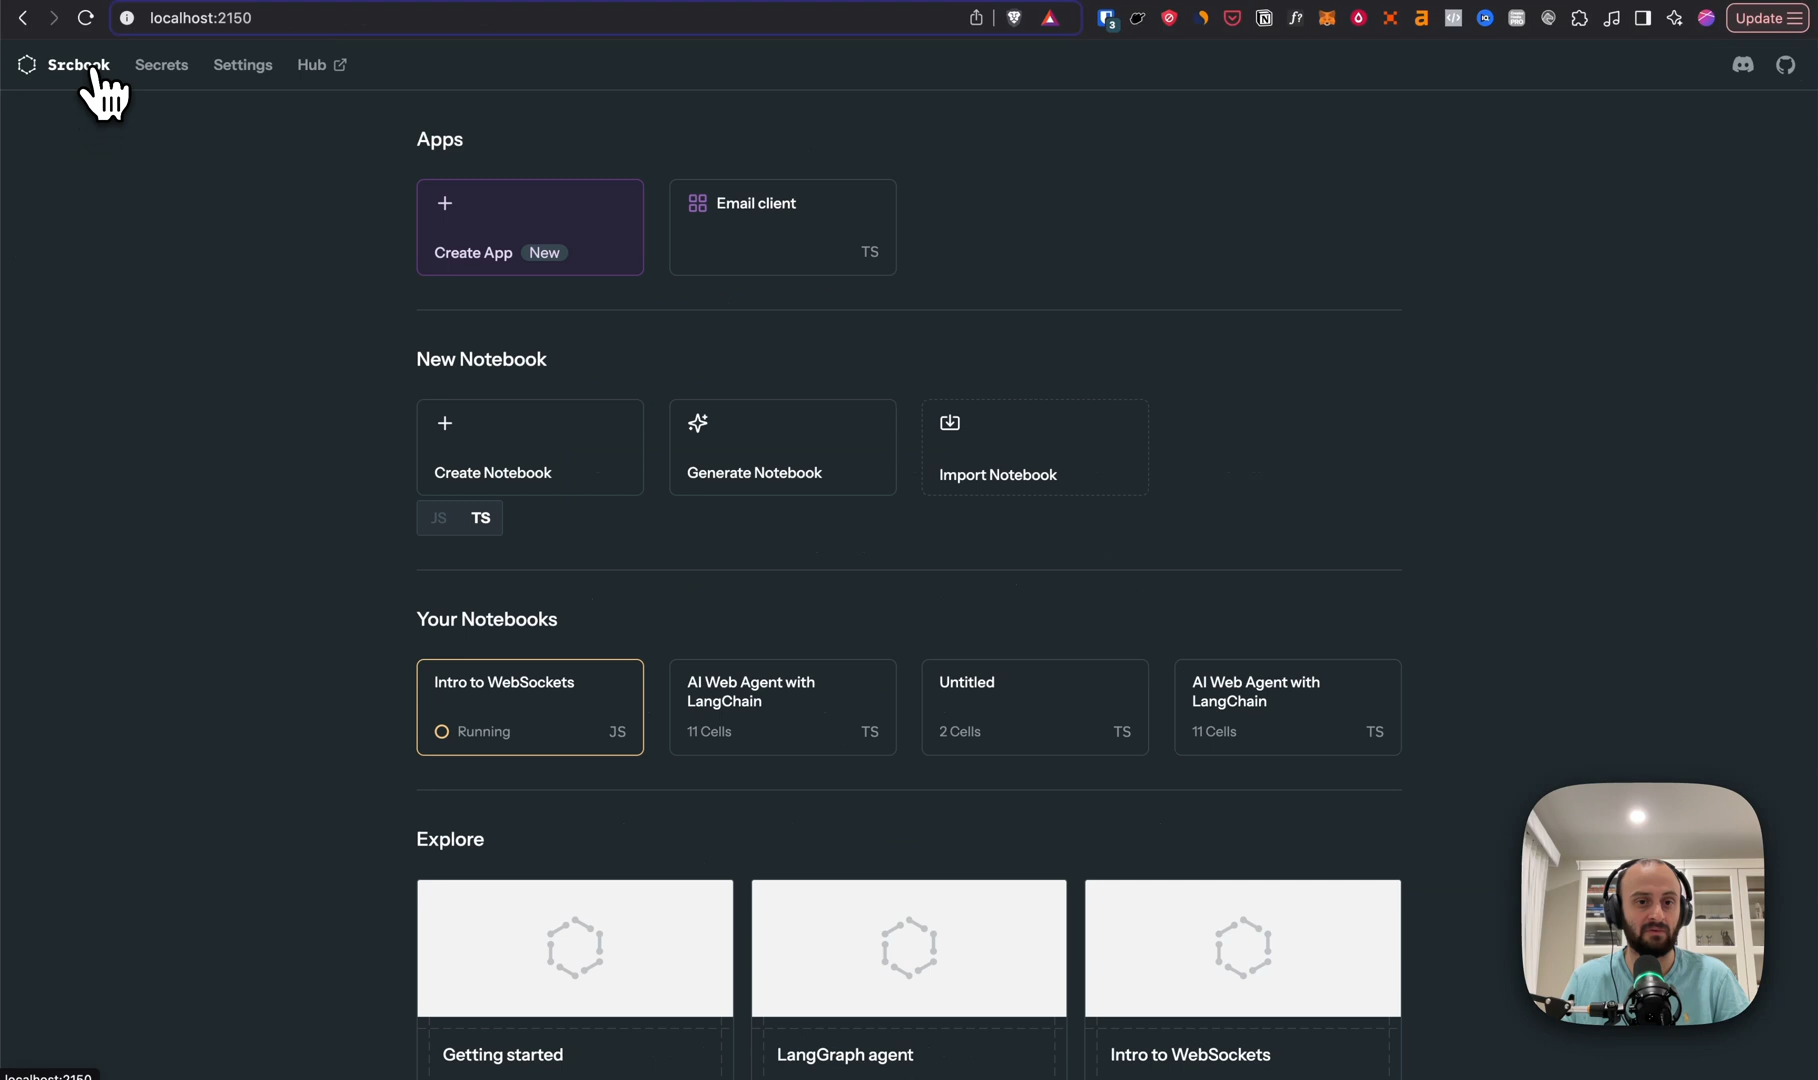 localhost:2150
3
Update
Srcbook
Secrets
Settings
Hub
Apps
Create App New
Email client
TS
New Notebook
Create Notebook
Generate Notebook
Import Notebook
JS TS
Your Notebooks
Intro to WebSockets
Running JS
AI Web Agent with
LangChain
11 Cells TS
Untitled
2 Cells TS
AI Web Agent with
LangChain
11 Cells TS
Explore
Getting started
LangGraph agent
Intro to WebSockets
localhost:2150